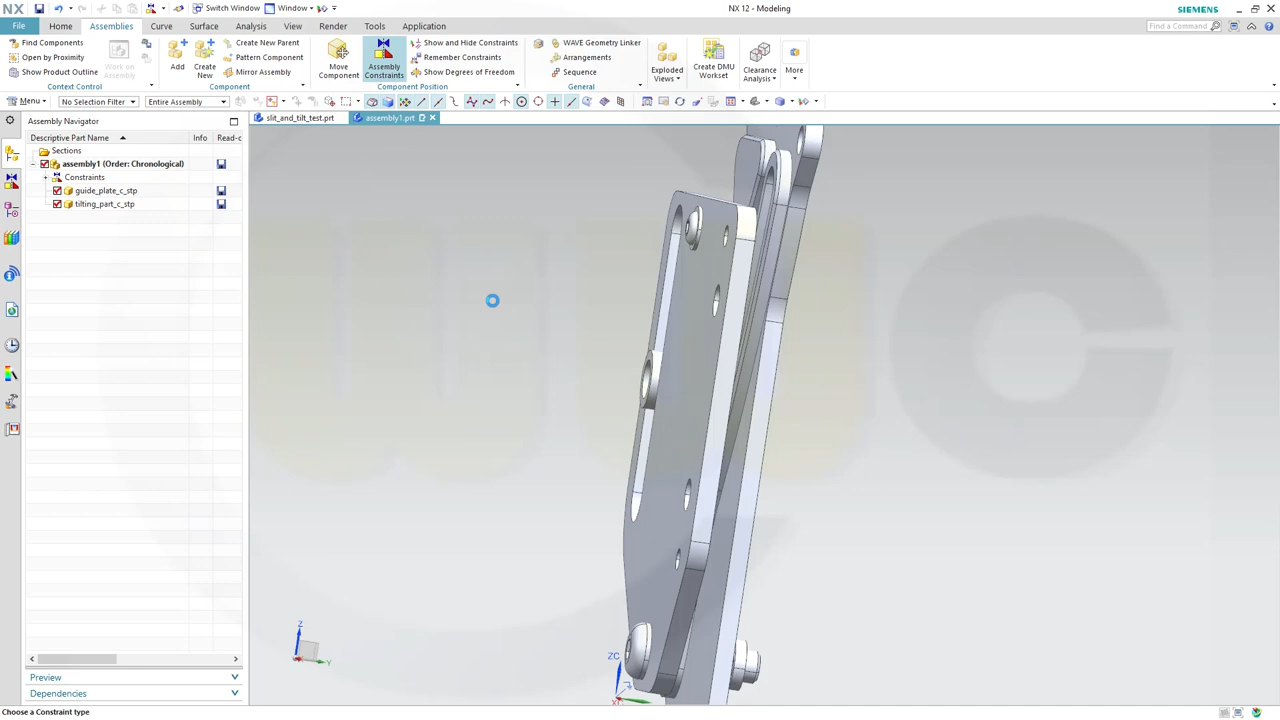 NX
Switch Window
Window
NX 12 - Modeling
SIEMENS
File
Home
Assemblies
Curve
Surface
Analysis
View
Render
Tools
Application
Find a Command
Find Components
Open by Proximity
Show Product Outline
Work on Assembly
Context Control
Add
Create New
Create New Parent
Pattern Component
Mirror Assembly
Component
Move Component
Assembly Constraints
Show and Hide Constraints
Remember Constraints
Show Degrees of Freedom
Component Position
WAVE Geometry Linker
Arrangements
Sequence
General
Exploded Views
Create DMU Workset
Clearance Analysis
More
Menu
No Selection Filter
Entire Assembly
Assembly Navigator
slit_and_tilt_test.prt
assembly1.prt
Descriptive Part Name
Info
Read-c
Sections
assembly1 (Order: Chronological)
Constraints
guide_plate_c_stp
tilting_part_c_stp
Z
Y
ZC
XC
Preview
Dependencies
Choose a Constraint type